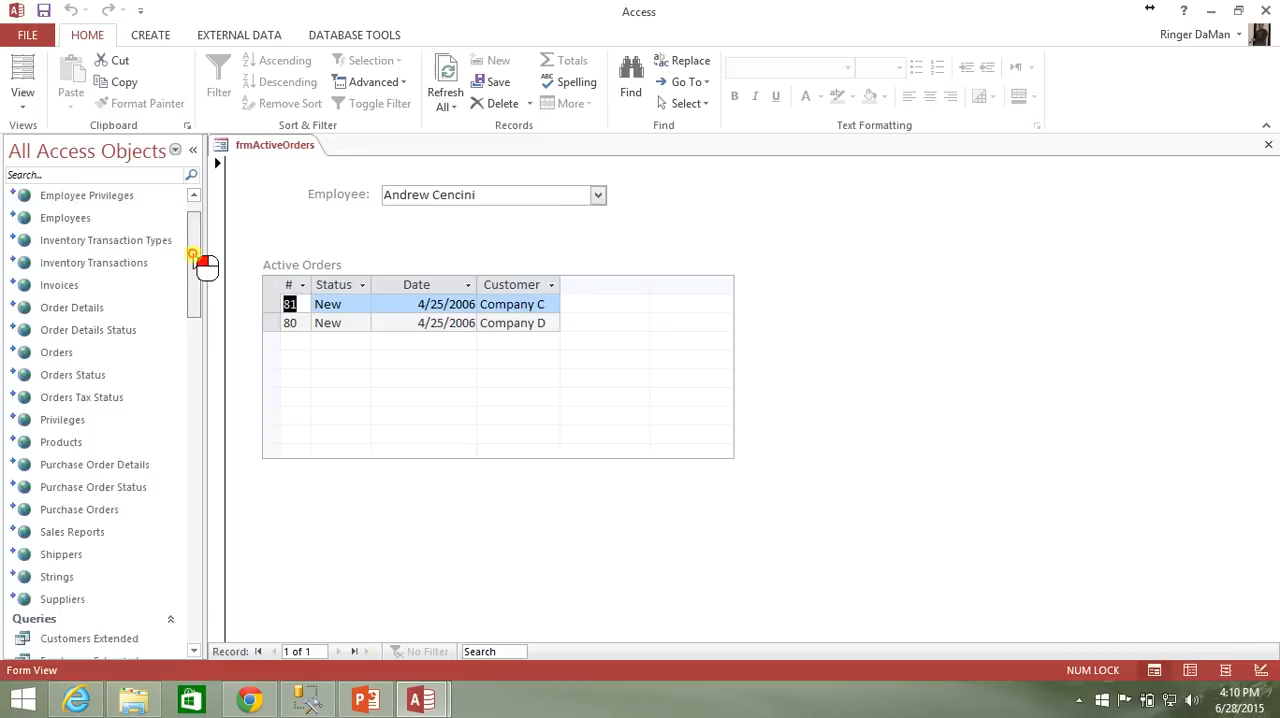 Access
Ringer DaMan
FILE HOME CREATE EXTERNAL DATA DATABASE TOOLS
View
Views
Paste
Cut
Copy
Format Painter
Clipboard
Filter
Ascending
Descending
Remove Sort
Selection
Advanced
Toggle Filter
Sort & Filter
Refresh
All
New
Save
Delete
Totals
Spelling
More
Records
Find
Replace
Go To
Select
Find
B I U A
Text Formatting
All Access Objects
Search...
Employee Privileges
Employees
Inventory Transaction Types
Inventory Transactions
Invoices
Order Details
Order Details Status
Orders
Orders Status
Orders Tax Status
Privileges
Products
Purchase Order Details
Purchase Order Status
Purchase Orders
Sales Reports
Shippers
Strings
Suppliers
Queries
Customers Extended
frmActiveOrders
Employee: Andrew Cencini
Active Orders
# Status Date Customer
81 New 4/25/2006 Company C
80 New 4/25/2006 Company D
Record: 1 of 1 No Filter Search
Form View
NUM LOCK
4:10 PM
6/28/2015